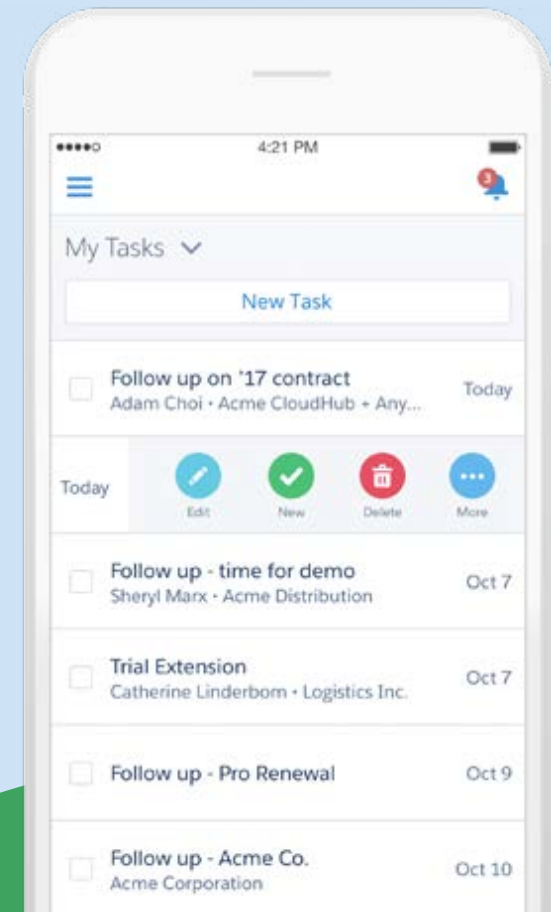 4:21 PM
3
My Tasks
New Task
Follow up on '17 contract
Today
Adam Choi • Acme CloudHub + Any...
Today
Edit
New
Delete
More
Follow up - time for demo
Oct 7
Sheryl Marx • Acme Distribution
Trial Extension
Oct 7
Catherine Linderbom • Logistics Inc.
Follow up - Pro Renewal
Oct 9
Follow up - Acme Co.
Oct 10
Acme Corporation